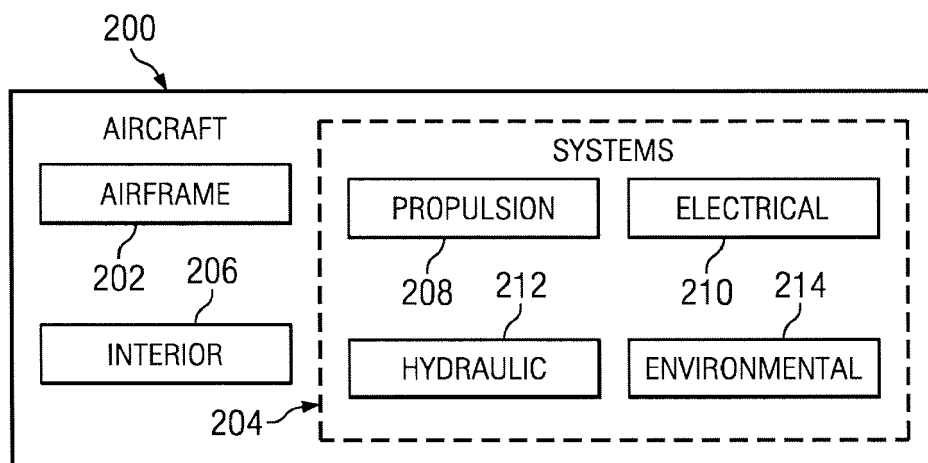 200
AIRCRAFT
SYSTEMS
AIRFRAME
PROPULSION
ELECTRICAL
202
206
208
212
210
214
INTERIOR
HYDRAULIC
ENVIRONMENTAL
204